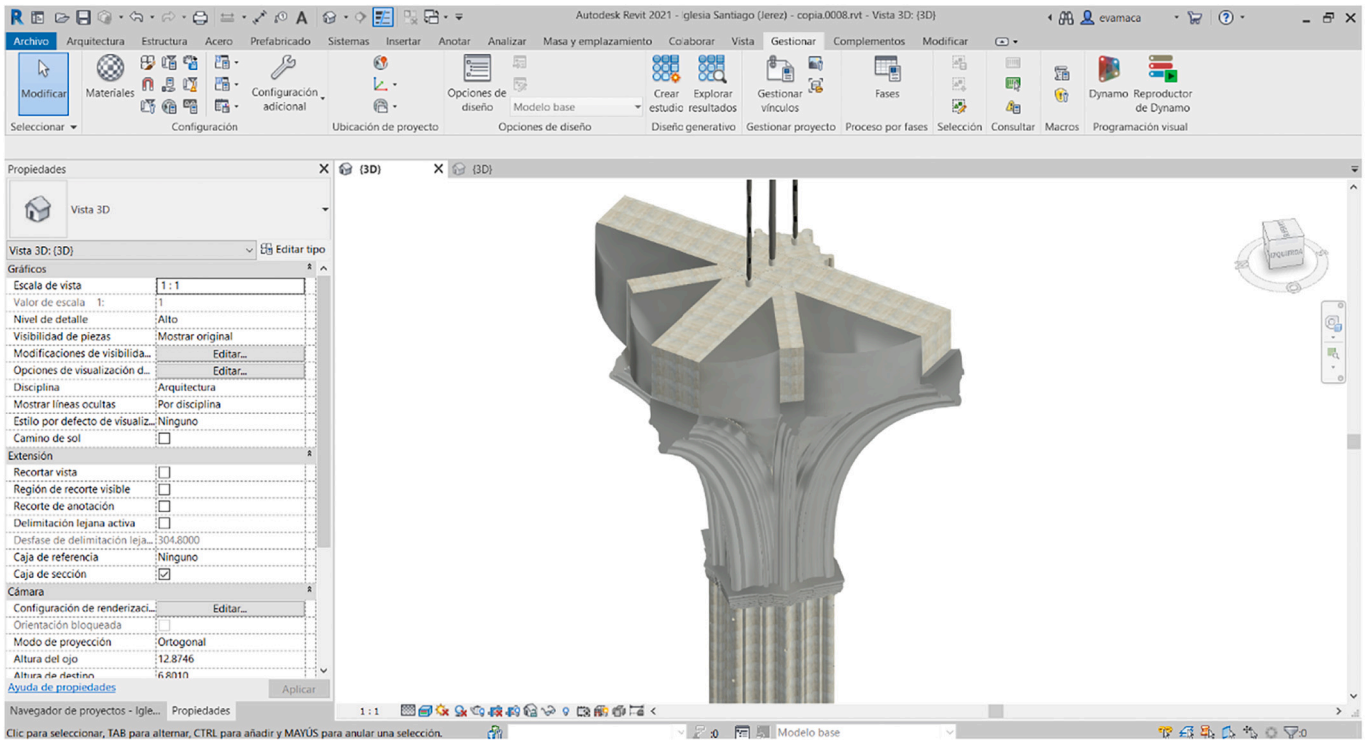 Autodesk Revit 2021 - Iglesia Santiago (Jerez) - copia.0008.rvt - Vista 3D: {3D}
evamaca
Archivo Arquitectura Estructura Acero Prefabricado Sistemas Insertar Anotar Analizar Masa y emplazamiento Colaborar Vista Gestionar Complementos Modificar
Modificar
Materiales
Configuración
adicional
Opciones de
diseño
Modelo base
Crear
estudio
Explorar
resultados
Gestionar
vínculos
Fases
Dynamo
Reproductor
de Dynamo
Seleccionar
Configuración
Ubicación de proyecto
Opciones de diseño
Diseño generativo
Gestionar proyecto
Proceso por fases
Selección
Consultar
Macros
Programación visual
Propiedades
{3D}
{3D}
Vista 3D
Vista 3D: {3D}
Editar tipo
Gráficos
Escala de vista 1 : 1
Valor de escala 1: 1
Nivel de detalle Alto
Visibilidad de piezas Mostrar original
Modificaciones de visibilida... Editar...
Opciones de visualización d... Editar...
Disciplina Arquitectura
Mostrar líneas ocultas Por disciplina
Estilo por defecto de visualiz... Ninguno
Camino de sol
Extensión
Recortar vista
Región de recorte visible
Recorte de anotación
Delimitación lejana activa
Desfase de delimitación leja... 304.8000
Caja de referencia Ninguno
Caja de sección
Cámara
Configuración de renderizaci... Editar...
Orientación bloqueada
Modo de proyección Ortogonal
Altura del ojo 12.8746
Altura de destino 6.8010
Ayuda de propiedades
Aplicar
Navegador de proyectos - Igle...
Propiedades
1 : 1
Clic para seleccionar, TAB para alternar, CTRL para añadir y MAYÚS para anular una selección.
:0
Modelo base
:0